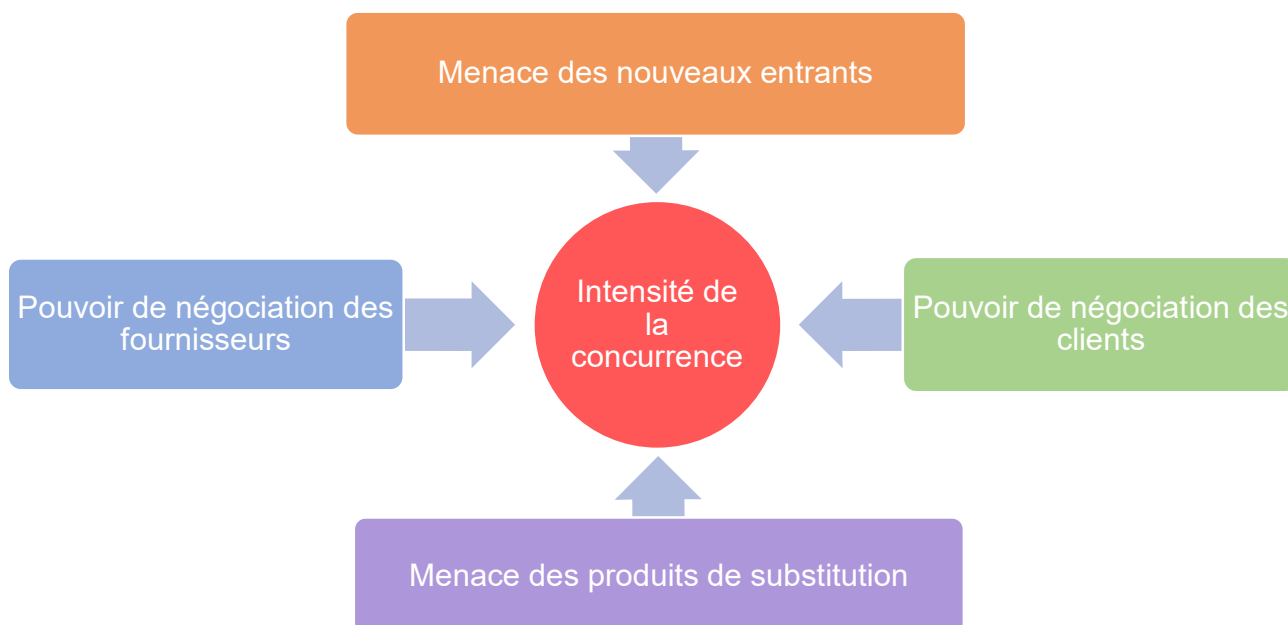 Menace des nouveaux entrants
Pouvoir de négociation des
fournisseurs
Intensité de
la
concurrence
Pouvoir de négociation des
clients
Menace des produits de substitution